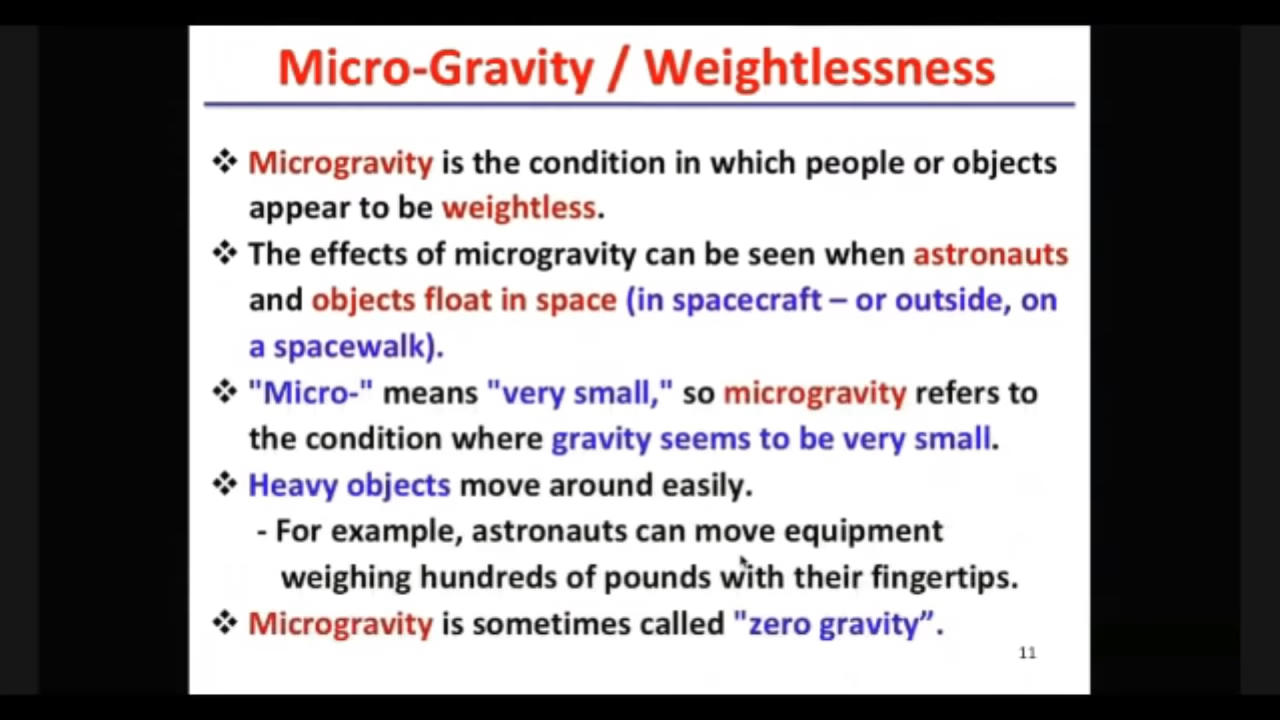 Micro-Gravity / Weightlessness
❖ Microgravity is the condition in which people or objects
appear to be weightless.
❖ The effects of microgravity can be seen when astronauts
and objects float in space (in spacecraft – or outside, on
a spacewalk).
❖ "Micro-" means "very small," so microgravity refers to
the condition where gravity seems to be very small.
❖ Heavy objects move around easily.
- For example, astronauts can move equipment
weighing hundreds of pounds with their fingertips.
❖ Microgravity is sometimes called "zero gravity”.
11